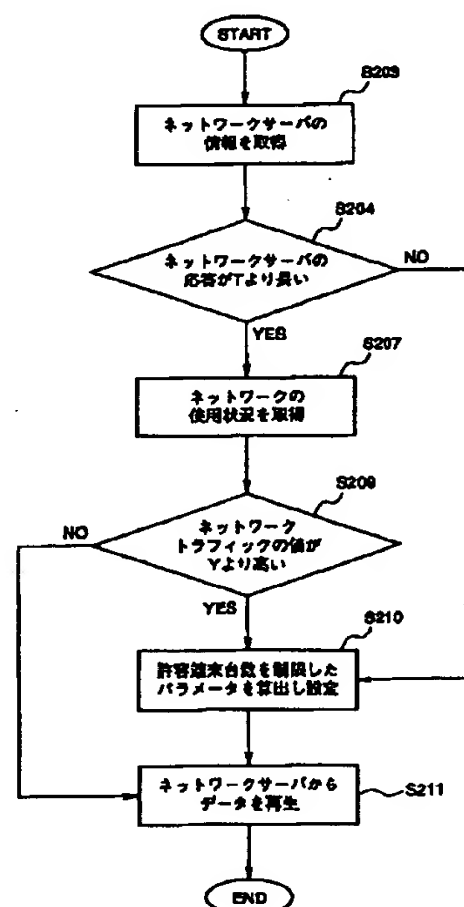 START
S203
ネットワークサーバの
情報を取得
S204
ネットワークサーバの
応答がTより長い
NO
YES
S207
ネットワークの
使用状況を取得
S209
ネットワーク
トラフィックの値が
Yより高い
NO
YES
S210
許容端末台数を制限した
パラメータを算出し設定
ネットワークサーバから
データを再生
S211
END